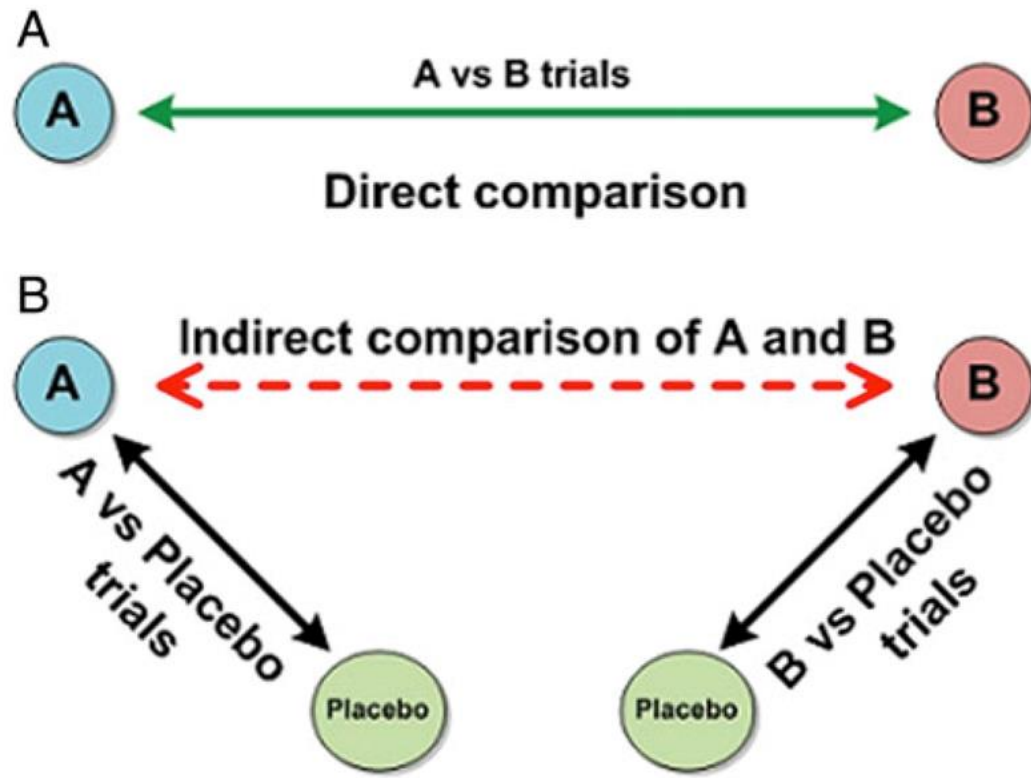 A
A vs B trials
A
B
Direct comparison
B
Indirect comparison of A and B
A
B
A vs Placebo
trials
B vs Placebo
trials
Placebo
Placebo